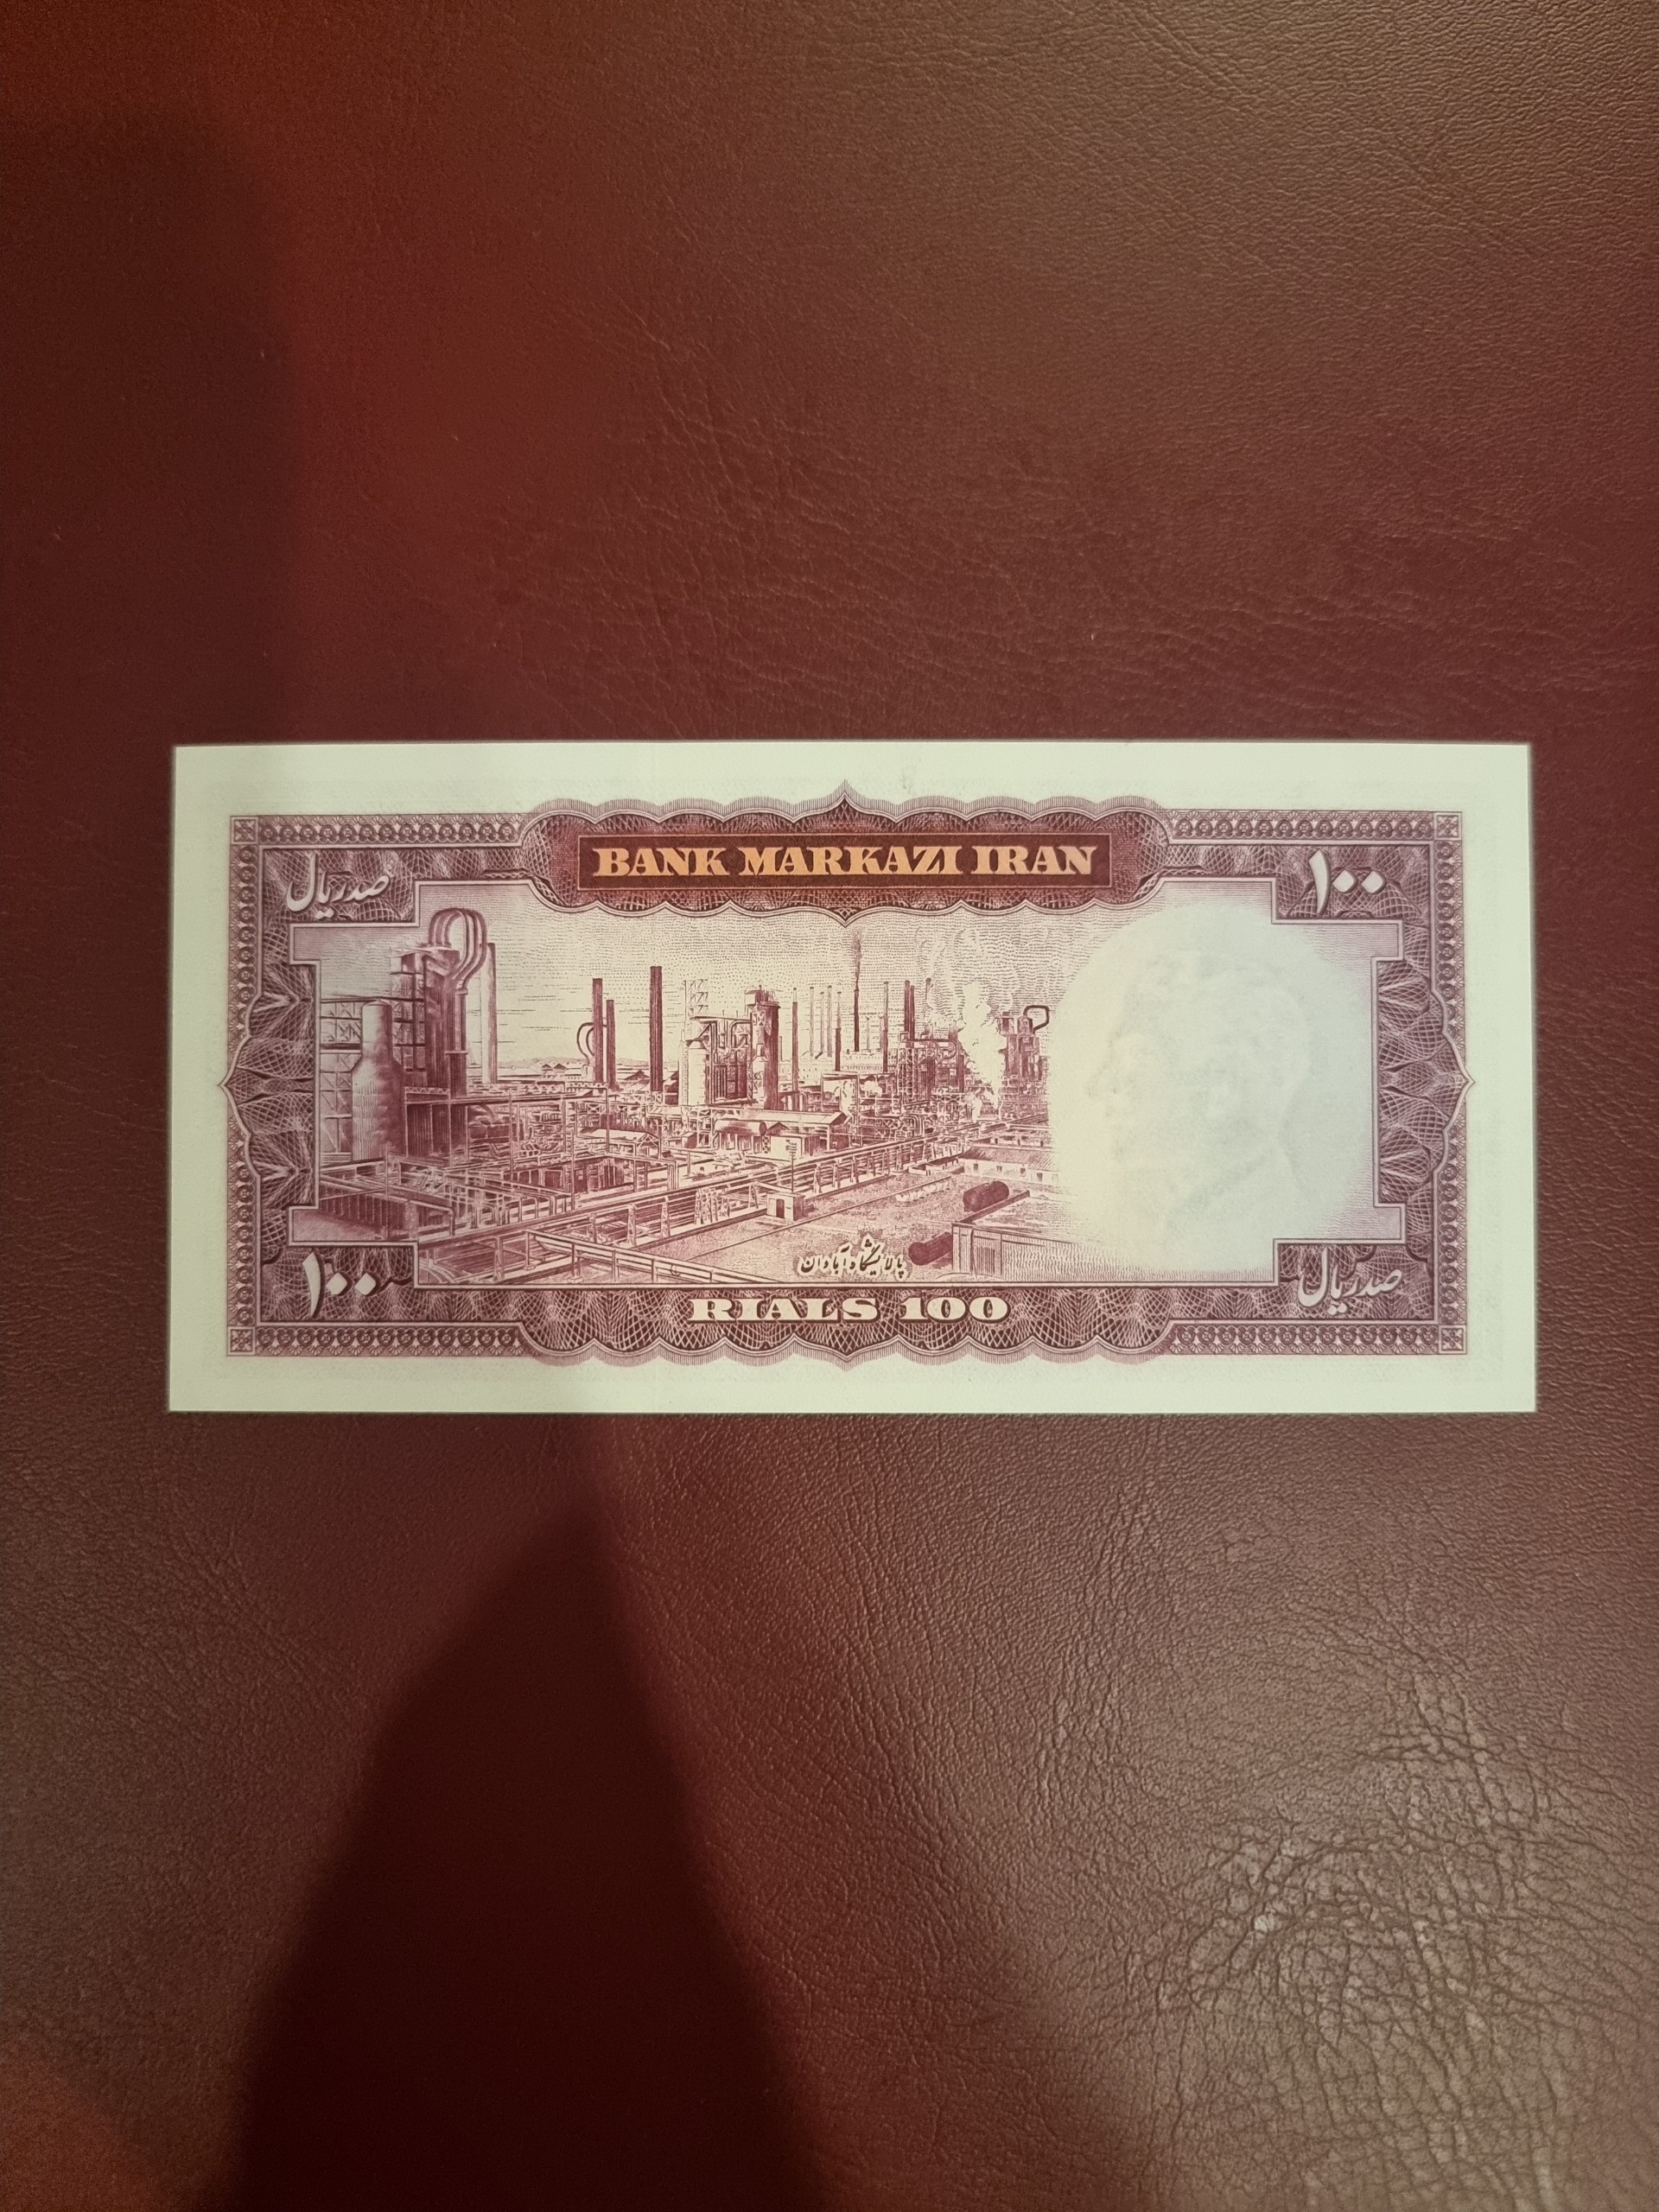 BANK MARKAZI IRAN
صد ریال
۱۰۰
پالایشگاه آبادان
۱۰۰
RIALS 100
صد ریال